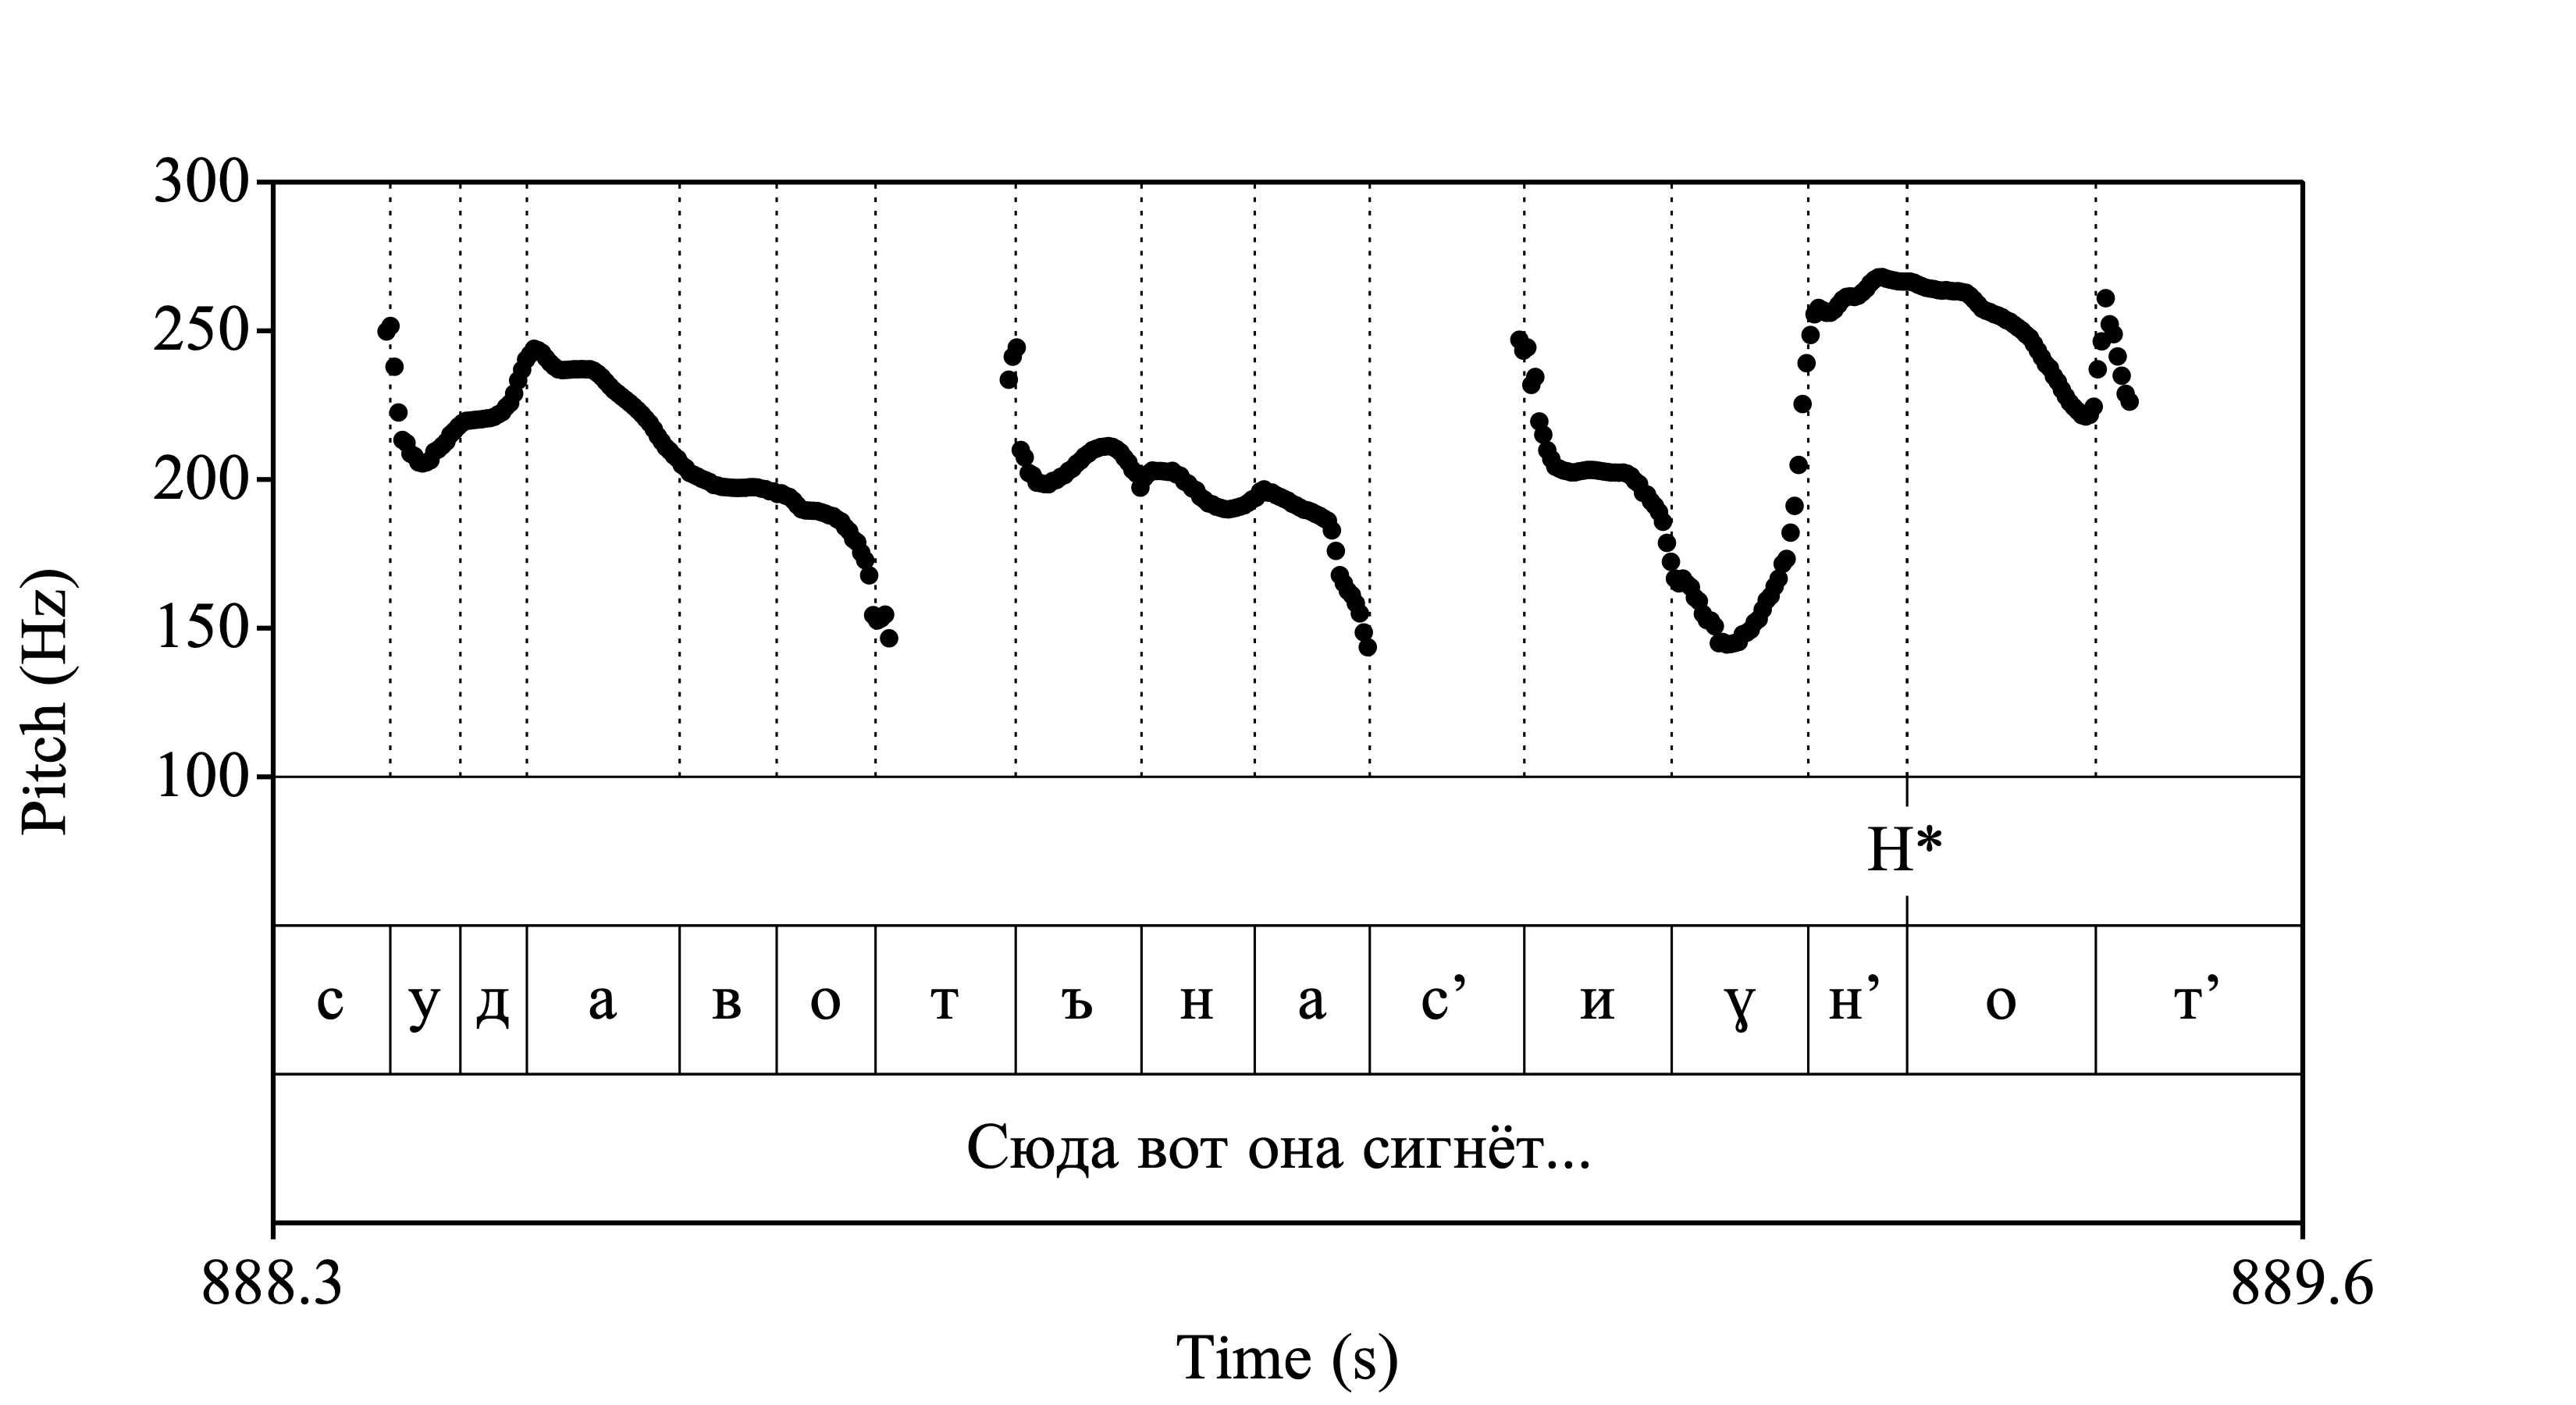 300
250
200
150
100
Pitch (Hz)
H*
с у д а в о т ъ н а с’ и ɣ н’ о т’
Сюда вот она сигнёт...
888.3 889.6
Time (s)